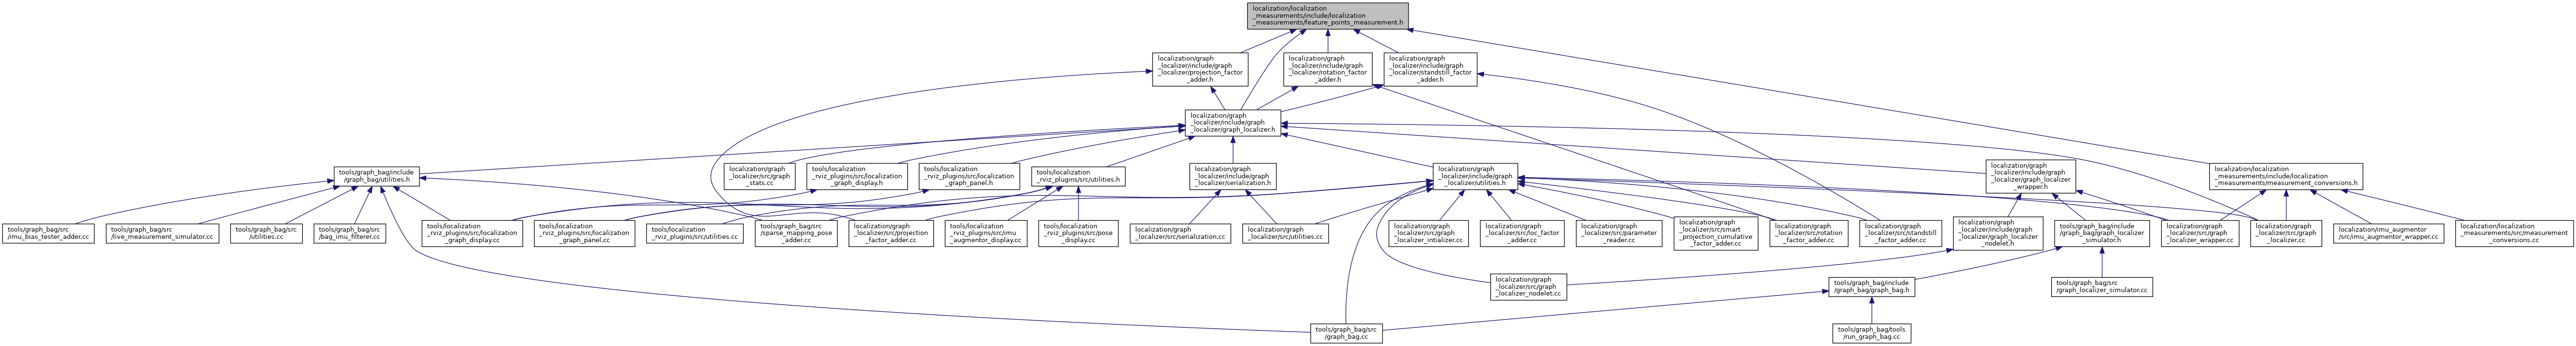 localization/localization
_measurements/include/localization
_measurements/feature_points_measurement.h
localization/graph
_localizer/include/graph
_localizer/projection_factor
_adder.h
localization/graph
_localizer/include/graph
_localizer/rotation_factor
_adder.h
localization/graph
_localizer/include/graph
_localizer/standstill_factor
_adder.h
localization/graph
_localizer/include/graph
_localizer/graph_localizer.h
tools/graph_bag/include
/graph_bag/utilities.h
localization/graph
_localizer/src/graph
_stats.cc
tools/localization
_rviz_plugins/src/localization
_graph_display.h
tools/localization
_rviz_plugins/src/localization
_graph_panel.h
tools/localization
_rviz_plugins/src/utilities.h
localization/graph
_localizer/include/graph
_localizer/serialization.h
localization/graph
_localizer/include/graph
_localizer/utilities.h
localization/graph
_localizer/include/graph
_localizer/graph_localizer
_wrapper.h
localization/localization
_measurements/include/localization
_measurements/measurement_conversions.h
tools/graph_bag/src
/imu_bias_tester_adder.cc
tools/graph_bag/src
/live_measurement_simulator.cc
tools/graph_bag/src
/utilities.cc
tools/graph_bag/src
/bag_imu_filterer.cc
tools/localization
_rviz_plugins/src/localization
_graph_display.cc
tools/localization
_rviz_plugins/src/localization
_graph_panel.cc
tools/localization
_rviz_plugins/src/utilities.cc
tools/graph_bag/src
/sparse_mapping_pose
_adder.cc
localization/graph
_localizer/src/projection
_factor_adder.cc
tools/localization
_rviz_plugins/src/imu
_augmentor_display.cc
tools/localization
_rviz_plugins/src/pose
_display.cc
localization/graph
_localizer/src/serialization.cc
localization/graph
_localizer/src/utilities.cc
localization/graph
_localizer/src/graph
_localizer_intializer.cc
localization/graph
_localizer/src/loc_factor
_adder.cc
localization/graph
_localizer/src/parameter
_reader.cc
localization/graph
_localizer/src/smart
_projection_cumulative
_factor_adder.cc
localization/graph
_localizer/src/rotation
_factor_adder.cc
localization/graph
_localizer/src/standstill
_factor_adder.cc
localization/graph
_localizer/include/graph
_localizer/graph_localizer
_nodelet.h
tools/graph_bag/include
/graph_bag/graph_localizer
_simulator.h
localization/graph
_localizer/src/graph
_localizer_wrapper.cc
localization/graph
_localizer/src/graph
_localizer.cc
localization/imu_augmentor
/src/imu_augmentor_wrapper.cc
localization/localization
_measurements/src/measurement
_conversions.cc
localization/graph
_localizer/src/graph
_localizer_nodelet.cc
tools/graph_bag/include
/graph_bag/graph_bag.h
tools/graph_bag/src
/graph_localizer_simulator.cc
tools/graph_bag/src
/graph_bag.cc
tools/graph_bag/tools
/run_graph_bag.cc